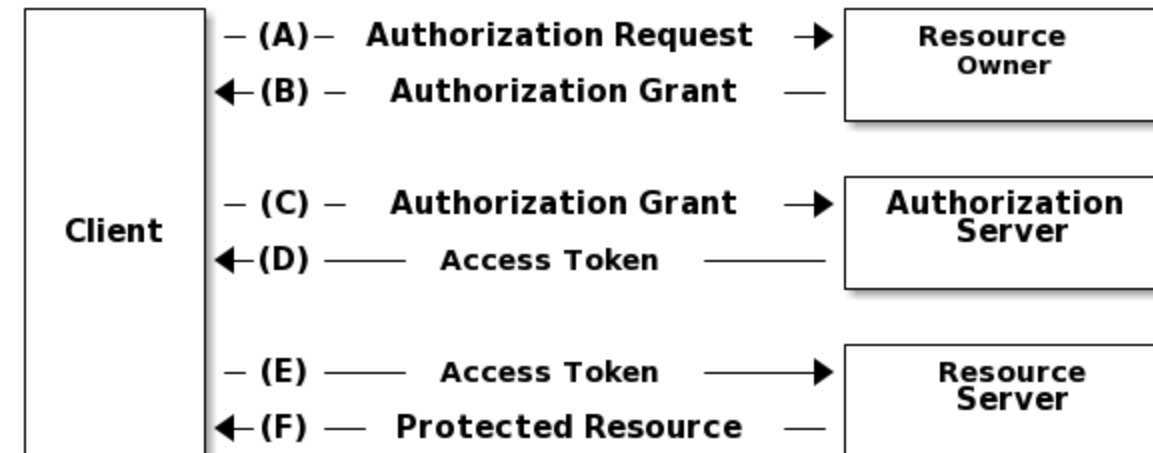 (A) Authorization Request
Resource
Owner
(B) Authorization Grant
(C) Authorization Grant
Authorization
Server
Client
(D) Access Token
(E) Access Token
Resource
Server
(F) Protected Resource